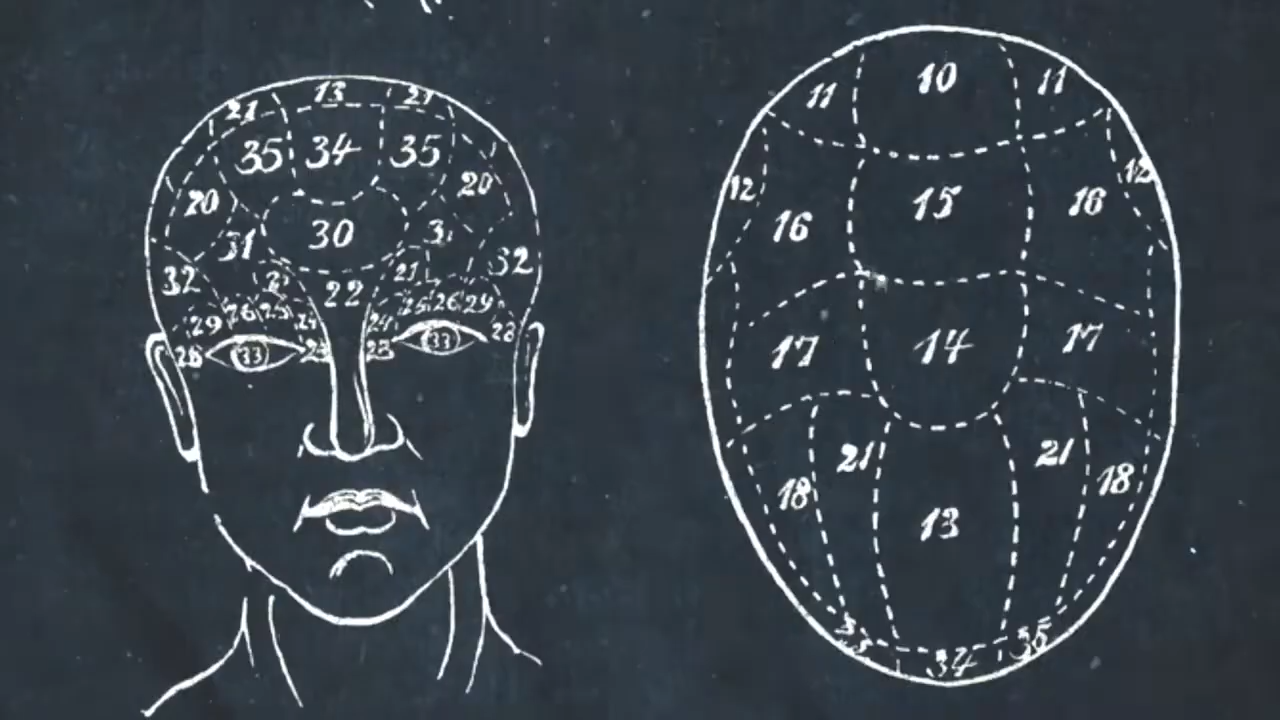 21 13 21
35 34 35
20 20
31 30
32 22 21 32
29 26 25 24 24 25 26 29
28 33 23 23 33 28
11 10 11
12 16 15 16 12
17 14 17
21 21
18 13 18
34 35